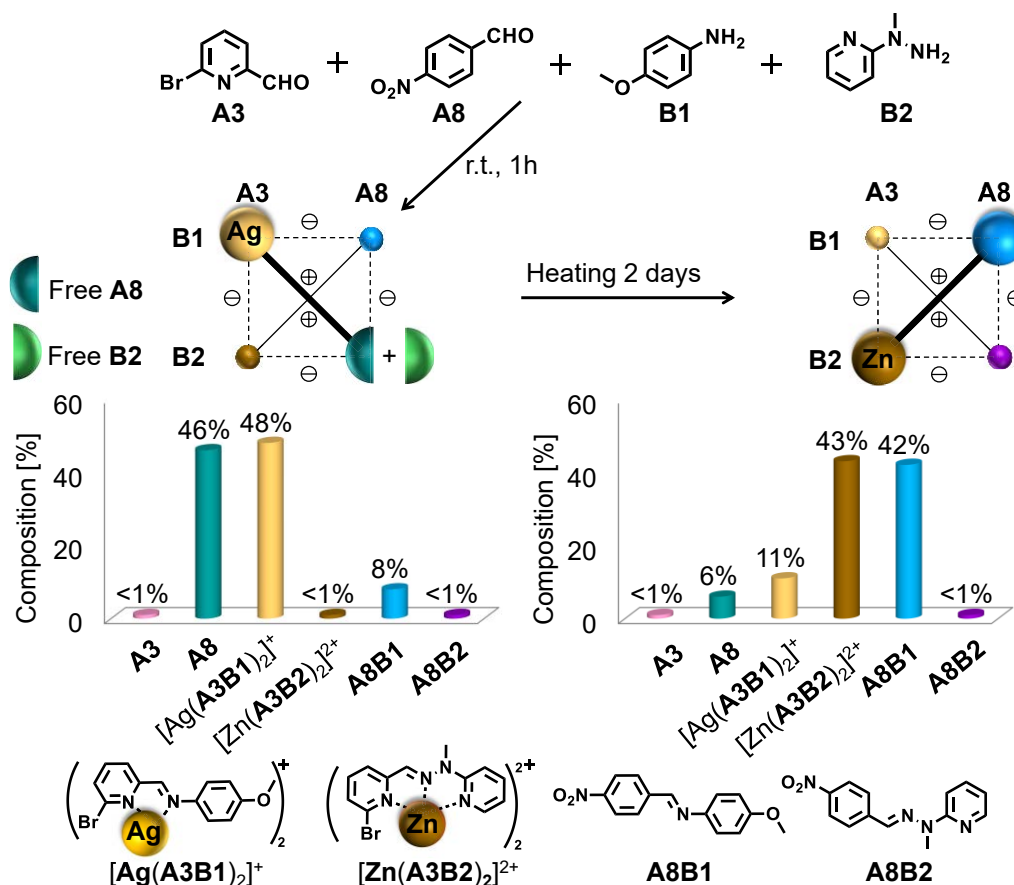 CHO
Br
N
CHO
A3
+
O₂N
A8
+
NH₂
O
B1
+
N
N
NH₂
B2
r.t., 1h
A3
A8
B1
Ag
⊖
⊖
⊕
⊕
⊖
⊖
B2
+
Free A8
Free B2
Heating 2 days
A3
A8
B1
⊖
⊖
⊕
⊕
⊖
⊖
B2
Zn
Composition [%]
60
40
20
0
<1%
46%
48%
<1%
8%
<1%
A3
A8
[Ag(A3B1)₂]⁺
[Zn(A3B2)₂]²⁺
A8B1
A8B2
Composition [%]
60
40
20
0
<1%
6%
11%
43%
42%
<1%
A3
A8
[Ag(A3B1)₂]⁺
[Zn(A3B2)₂]²⁺
A8B1
A8B2
Br
N
N
O
Ag
+
2
[Ag(A3B1)₂]⁺
Br
N
N
N
N
Zn
2+
2
[Zn(A3B2)₂]²⁺
NO₂
N
O
A8B1
NO₂
N
N
N
A8B2